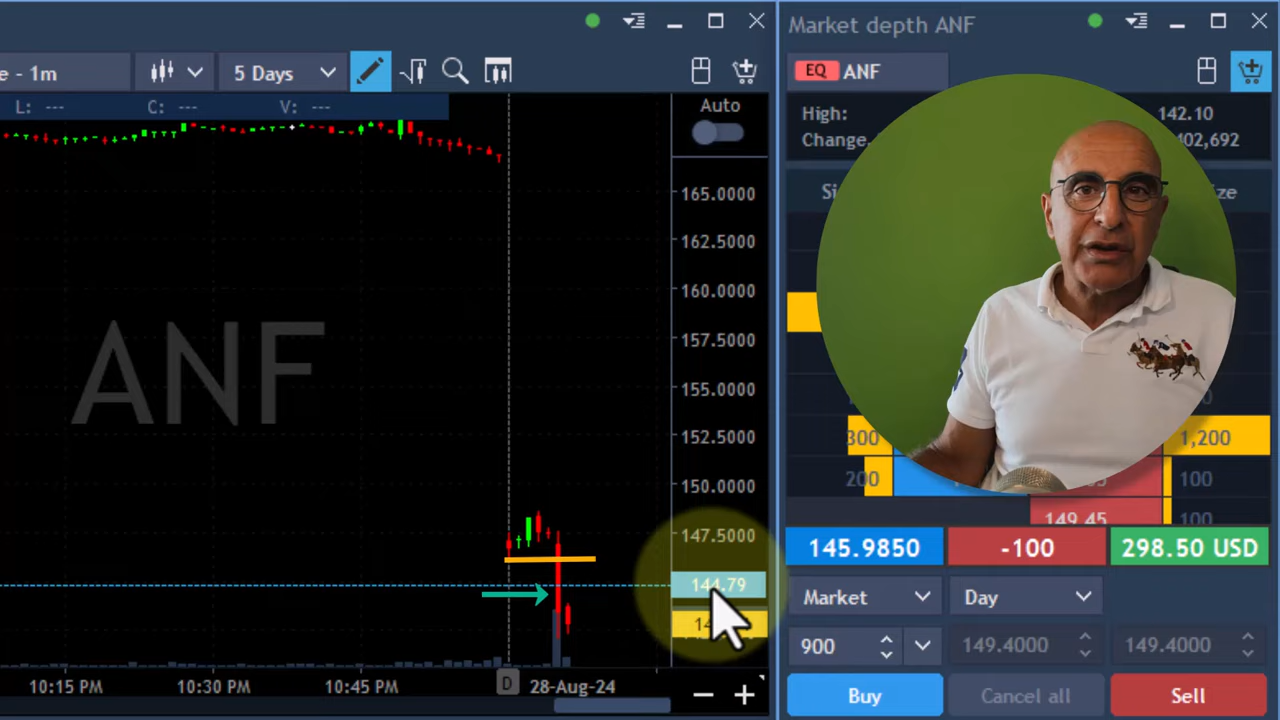 Market depth ANF
e - 1m
5 Days
EQ ANF
L: ---
C: ---
V: ---
Auto
High:
142.10
Change
402,692
165.0000
162.5000
160.0000
157.5000
155.0000
152.5000
150.0000
147.5000
144.79
ANF
300
1,200
200
100
149.45
100
145.9850
-100
298.50 USD
Market
Day
900
149.4000
149.4000
10:15 PM
10:30 PM
10:45 PM
D
28-Aug-24
Buy
Cancel all
Sell